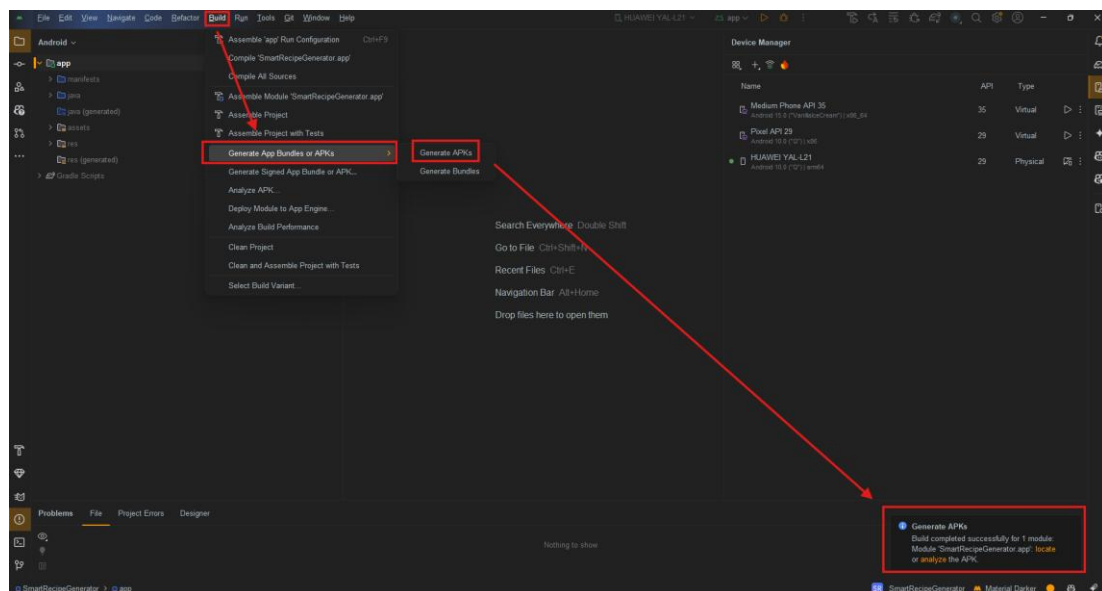 File Edit View Navigate Code Refactor Build Run Tools Git Window Help
HUAWEI YAL-L21
app
Android
app
manifests
java
java (generated)
assets
res
res (generated)
Gradle Scripts
Assemble 'app' Run Configuration Ctrl+F9
Compile 'SmartRecipeGenerator.app'
Compile All Sources
Assemble Module 'SmartRecipeGenerator.app'
Assemble Project
Assemble Project with Tests
Generate App Bundles or APKs
Generate Signed App Bundle or APK...
Analyze APK...
Deploy Module to App Engine...
Analyze Build Performance
Clean Project
Clean and Assemble Project with Tests
Select Build Variant...
Generate APKs
Generate Bundles
Search Everywhere Double Shift
Go to File Ctrl+Shift+N
Recent Files Ctrl+E
Navigation Bar Alt+Home
Drop files here to open them
Device Manager
Name API Type
Medium Phone API 35 35 Virtual
Android 15.0 ("VanillaIceCream") | x86_64
Pixel API 29 29 Virtual
Android 10.0 ("Q") | x86
HUAWEI YAL-L21 29 Physical
Android 10.0 ("Q") | arm64
Problems File Project Errors Designer
Nothing to show
Generate APKs
Build completed successfully for 1 module:
Module 'SmartRecipeGenerator.app': locate
or analyze the APK.
SmartRecipeGenerator > app
SR SmartRecipeGenerator Material Darker